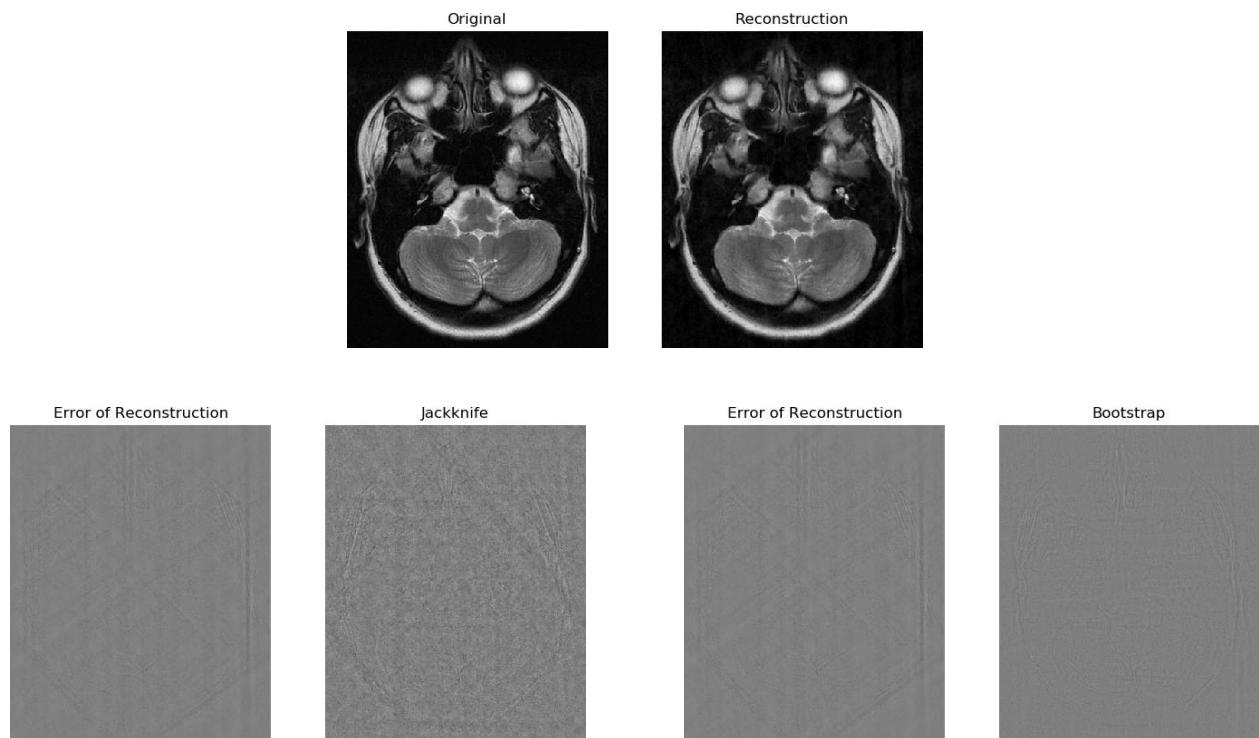 Original
Reconstruction
Error of Reconstruction
Jackknife
Error of Reconstruction
Bootstrap